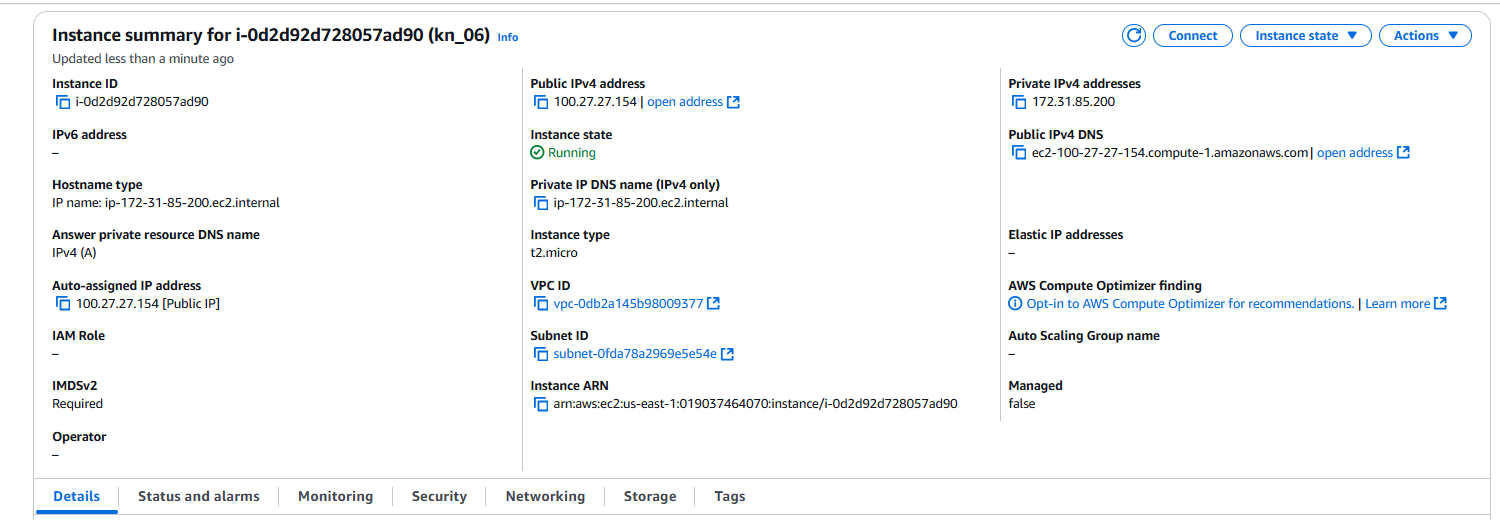 Instance summary for i-0d2d92d728057ad90 (kn_06) Info
Connect
Instance state
Actions
Updated less than a minute ago
Instance ID
i-0d2d92d728057ad90
Public IPv4 address
100.27.27.154 | open address
Private IPv4 addresses
172.31.85.200
IPv6 address
–
Instance state
Running
Public IPv4 DNS
ec2-100-27-27-154.compute-1.amazonaws.com | open address
Hostname type
IP name: ip-172-31-85-200.ec2.internal
Private IP DNS name (IPv4 only)
ip-172-31-85-200.ec2.internal
Answer private resource DNS name
IPv4 (A)
Instance type
t2.micro
Elastic IP addresses
–
Auto-assigned IP address
100.27.27.154 [Public IP]
VPC ID
vpc-0db2a145b98009377
AWS Compute Optimizer finding
Opt-in to AWS Compute Optimizer for recommendations. | Learn more
IAM Role
–
Subnet ID
subnet-0fda78a2969e5e54e
Auto Scaling Group name
–
IMDSv2
Required
Instance ARN
arn:aws:ec2:us-east-1:019037464070:instance/i-0d2d92d728057ad90
Managed
false
Operator
–
Details
Status and alarms
Monitoring
Security
Networking
Storage
Tags